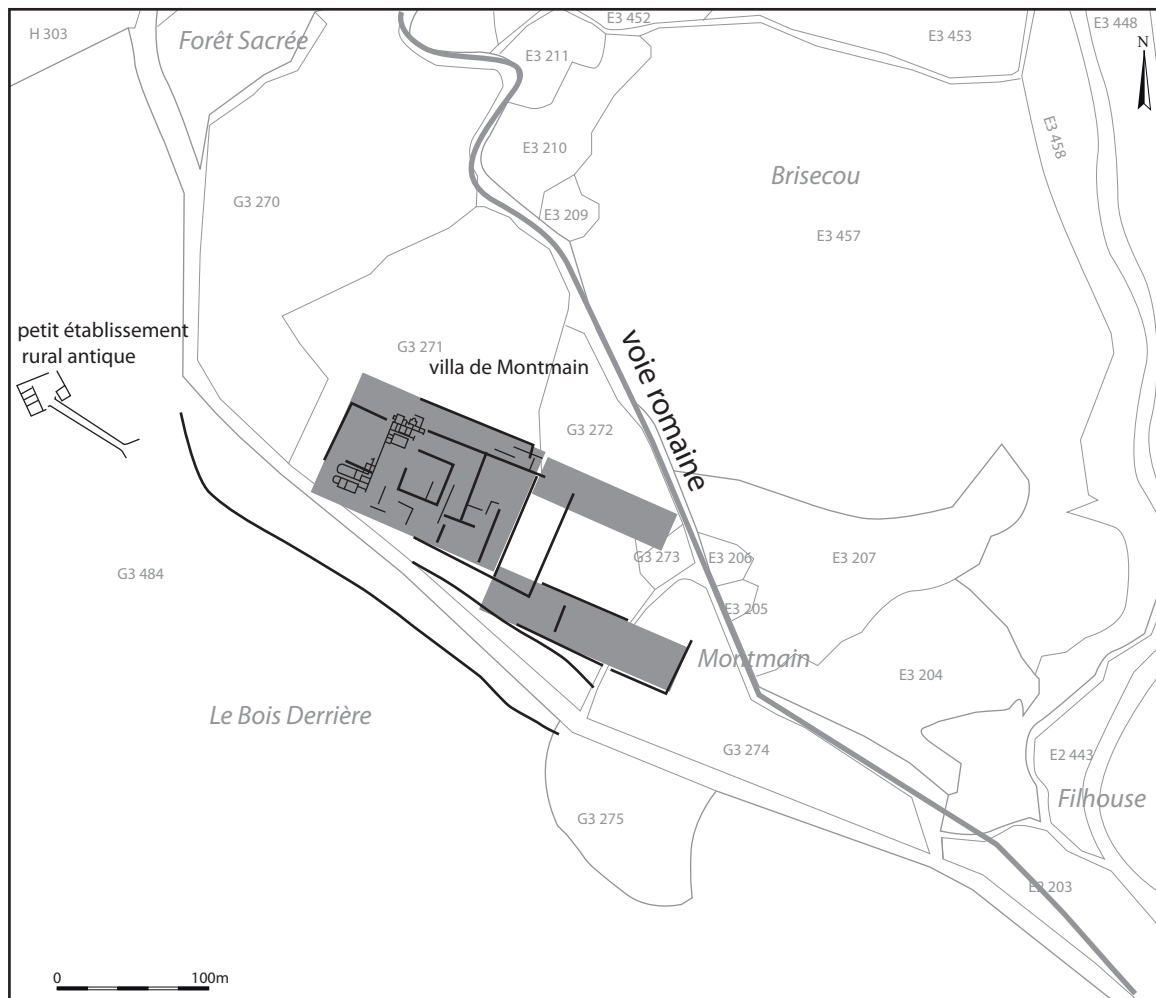 E3 452
E3 448
H 303
Forêt Sacrée
E3 453
N
E3 211
E3 458
E3 210
Brisecou
G3 270
E3 209
E3 457
petit établissement
rural antique
voie romaine
G3 271
villa de Montmain
G3 272
G3 273
E3 206
E3 207
G3 484
E3 205
Montmain
E3 204
Le Bois Derrière
G3 274
E2 443
Filhouse
G3 275
E2 203
0
100m